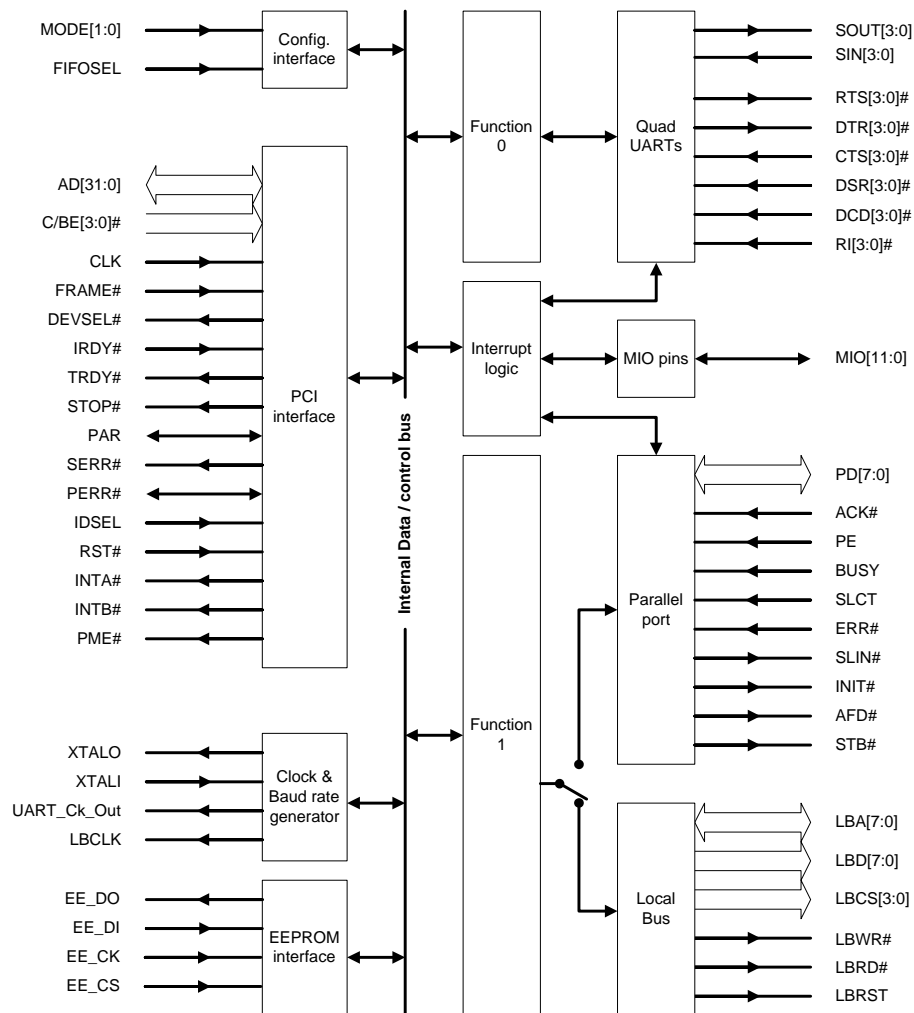 MODE[1:0]
FIFOSEL
Config.
interface
AD[31:0]
C/BE[3:0]#
CLK
FRAME#
DEVSEL#
IRDY#
TRDY#
STOP#
PAR
SERR#
PERR#
IDSEL
RST#
INTA#
INTB#
PME#
PCI
interface
XTALO
XTALI
UART_Ck_Out
LBCLK
Clock &
Baud rate
generator
EE_DO
EE_DI
EE_CK
EE_CS
EEPROM
interface
Internal Data / control bus
Function
0
Interrupt
logic
Function
1
Quad
UARTs
MIO pins
Parallel
port
Local
Bus
SOUT[3:0]
SIN[3:0]
RTS[3:0]#
DTR[3:0]#
CTS[3:0]#
DSR[3:0]#
DCD[3:0]#
RI[3:0]#
MIO[11:0]
PD[7:0]
ACK#
PE
BUSY
SLCT
ERR#
SLIN#
INIT#
AFD#
STB#
LBA[7:0]
LBD[7:0]
LBCS[3:0]
LBWR#
LBRD#
LBRST